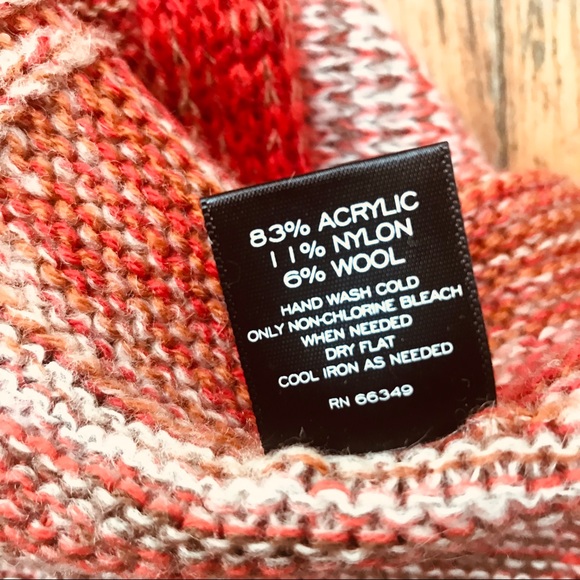 83% ACRYLIC
11% NYLON
6% WOOL
HAND WASH COLD
ONLY NON-CHLORINE BLEACH
WHEN NEEDED
DRY FLAT
COOL IRON AS NEEDED
RN 66349